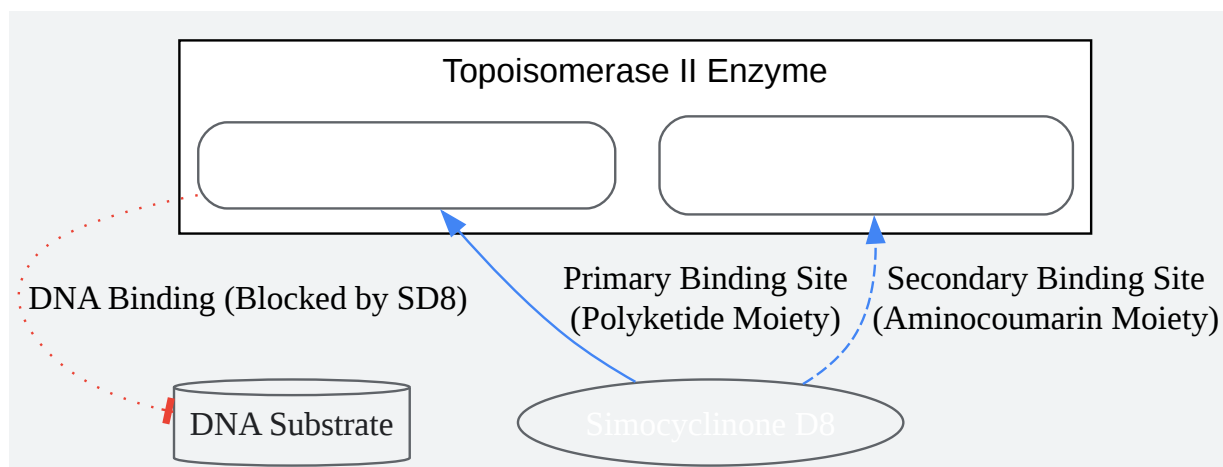 Topoisomerase II Enzyme
Primary Binding Site
(Polyketide Moiety)
Secondary Binding Site
(Aminocoumarin Moiety)
DNA Binding (Blocked by SD8)
DNA Substrate
Simocyclinone D8